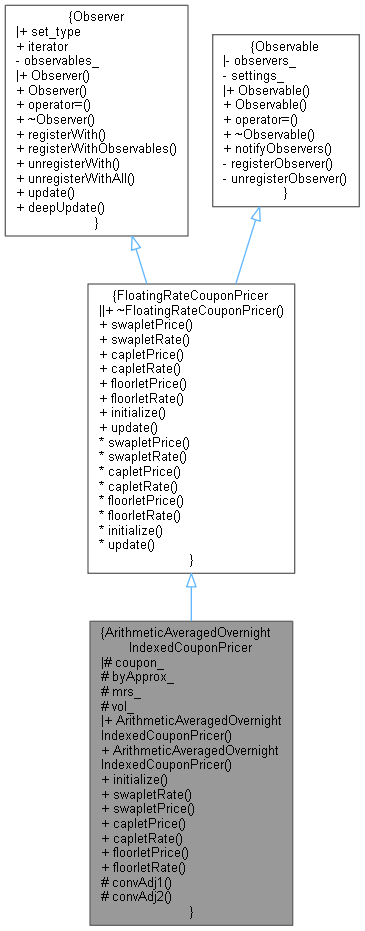 {Observer
|+ set_type
+ iterator
- observables_
|+ Observer()
+ Observer()
+ operator=()
+ ~Observer()
+ registerWith()
+ registerWithObservables()
+ unregisterWith()
+ unregisterWithAll()
+ update()
+ deepUpdate()
}
{Observable
|- observers_
- settings_
|+ Observable()
+ Observable()
+ operator=()
+ ~Observable()
+ notifyObservers()
- registerObserver()
- unregisterObserver()
}
{FloatingRateCouponPricer
||+ ~FloatingRateCouponPricer()
+ swapletPrice()
+ swapletRate()
+ capletPrice()
+ capletRate()
+ floorletPrice()
+ floorletRate()
+ initialize()
+ update()
* swapletPrice()
* swapletRate()
* capletPrice()
* capletRate()
* floorletPrice()
* floorletRate()
* initialize()
* update()
}
{ArithmeticAveragedOvernight
IndexedCouponPricer
|# coupon_
# byApprox_
# mrs_
# vol_
|+ ArithmeticAveragedOvernight
IndexedCouponPricer()
+ ArithmeticAveragedOvernight
IndexedCouponPricer()
+ initialize()
+ swapletRate()
+ swapletPrice()
+ capletPrice()
+ capletRate()
+ floorletPrice()
+ floorletRate()
# convAdj1()
# convAdj2()
}